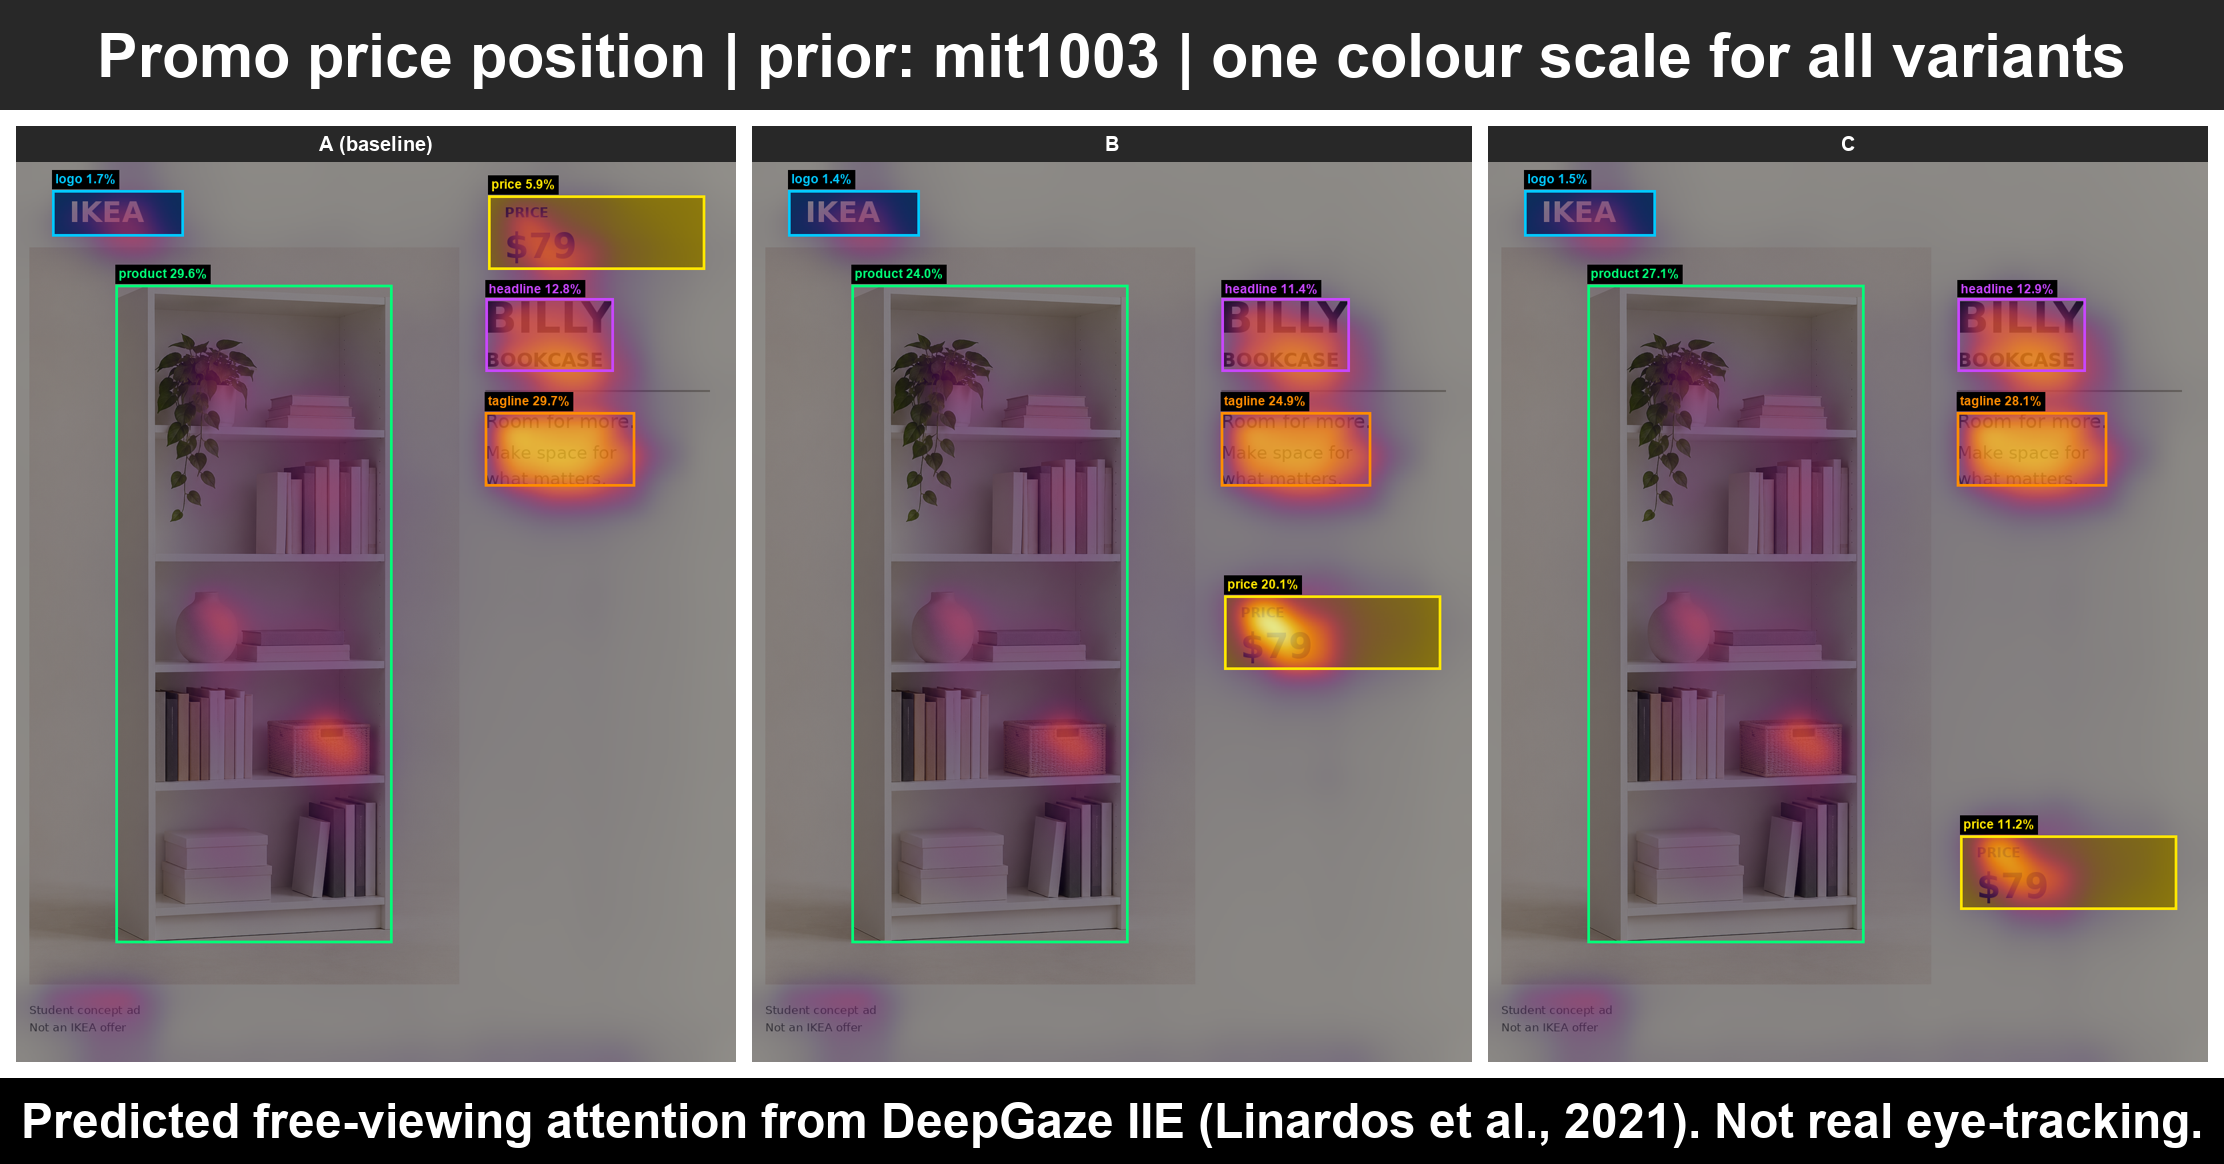 Promo price position | prior: mit1003 | one colour scale for all variants
A (baseline)
logo 1.7%
IKEA
price 5.9%
PRICE
$79
product 29.6%
headline 12.8%
BILLY
BOOKCASE
tagline 29.7%
Room for more.
Make space for
what matters.
Student concept ad
Not an IKEA offer
B
logo 1.4%
IKEA
product 24.0%
headline 11.4%
BILLY
BOOKCASE
tagline 24.9%
Room for more.
Make space for
what matters.
price 20.1%
PRICE
$79
Student concept ad
Not an IKEA offer
C
logo 1.5%
IKEA
product 27.1%
headline 12.9%
BILLY
BOOKCASE
tagline 28.1%
Room for more.
Make space for
what matters.
price 11.2%
PRICE
$79
Student concept ad
Not an IKEA offer
Predicted free-viewing attention from DeepGaze IIE (Linardos et al., 2021). Not real eye-tracking.